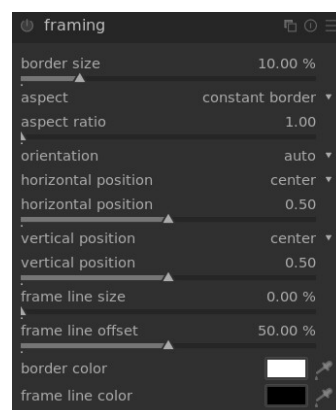 framing
border size 10.00 %
aspect constant border
aspect ratio 1.00
orientation auto
horizontal position center
horizontal position 0.50
vertical position center
vertical position 0.50
frame line size 0.00 %
frame line offset 50.00 %
border color
frame line color